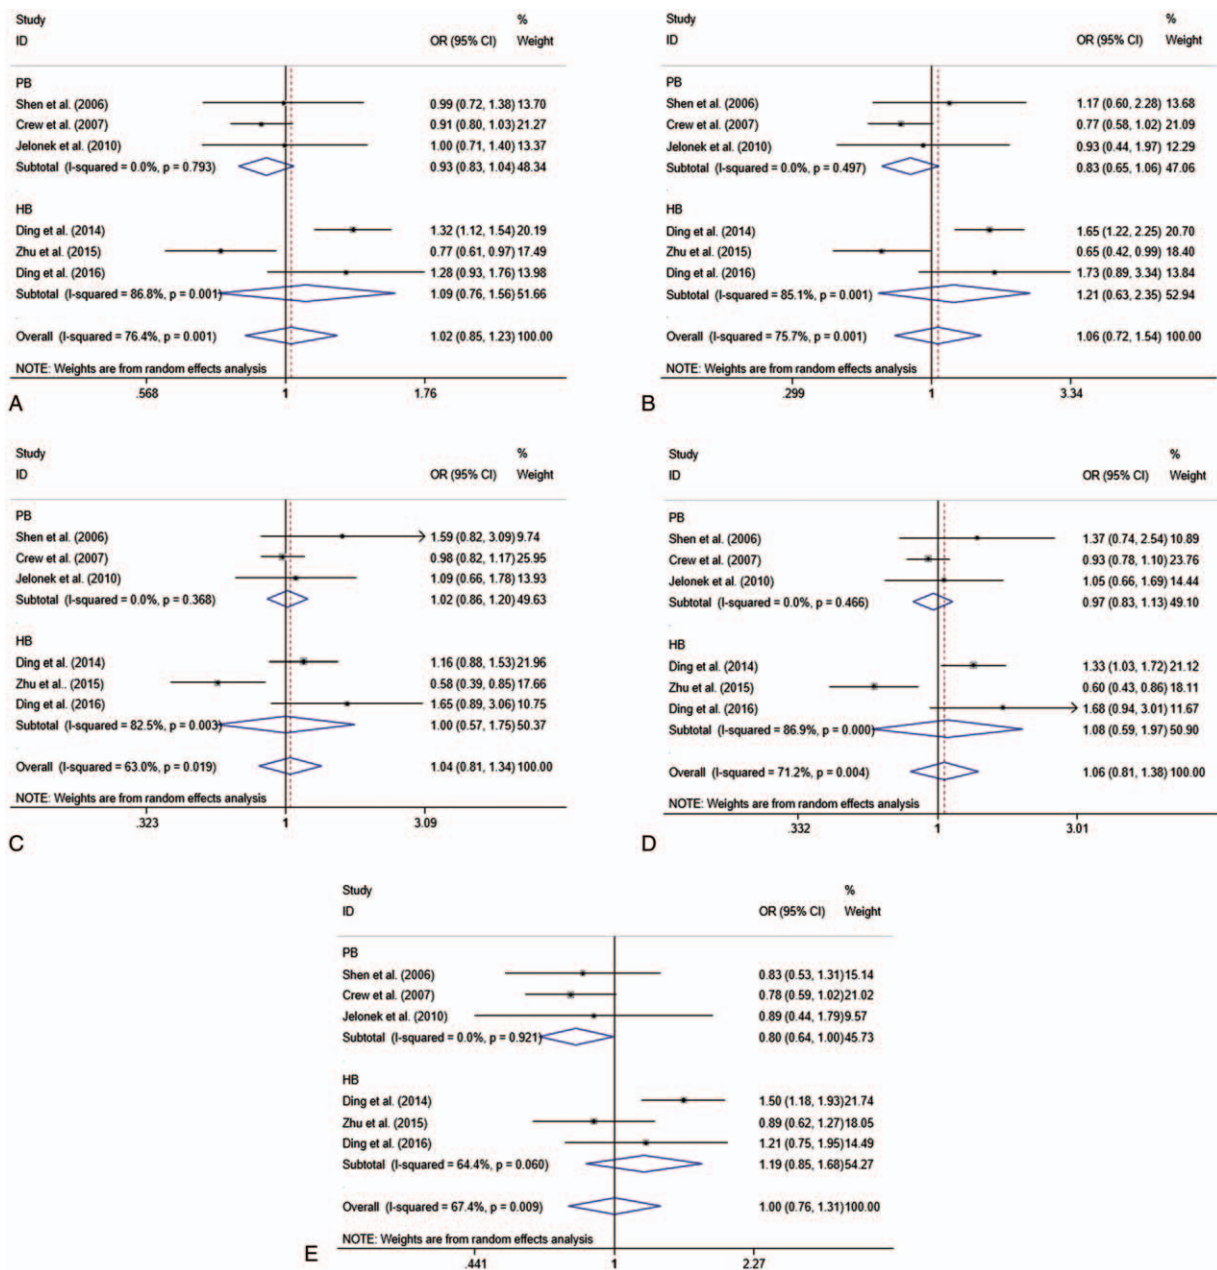 Study %
ID OR (95% CI) Weight
PB
Shen et al. (2006) 0.99 (0.72, 1.38) 13.70
Crew et al. (2007) 0.91 (0.80, 1.03) 21.27
Jelonek et al. (2010) 1.00 (0.71, 1.40) 13.37
Subtotal (I-squared = 0.0%, p = 0.793) 0.93 (0.83, 1.04) 48.34
HB
Ding et al. (2014) 1.32 (1.12, 1.54) 20.19
Zhu et al. (2015) 0.77 (0.61, 0.97) 17.49
Ding et al. (2016) 1.28 (0.93, 1.76) 13.98
Subtotal (I-squared = 86.8%, p = 0.001) 1.09 (0.76, 1.56) 51.66
Overall (I-squared = 76.4%, p = 0.001) 1.02 (0.85, 1.23) 100.00
NOTE: Weights are from random effects analysis
.568 1 1.76
A
Study %
ID OR (95% CI) Weight
PB
Shen et al. (2006) 1.17 (0.60, 2.28) 13.68
Crew et al. (2007) 0.77 (0.58, 1.02) 21.09
Jelonek et al. (2010) 0.93 (0.44, 1.97) 12.29
Subtotal (I-squared = 0.0%, p = 0.497) 0.83 (0.65, 1.06) 47.06
HB
Ding et al. (2014) 1.65 (1.22, 2.25) 20.70
Zhu et al. (2015) 0.65 (0.42, 0.99) 18.40
Ding et al. (2016) 1.73 (0.89, 3.34) 13.84
Subtotal (I-squared = 85.1%, p = 0.001) 1.21 (0.63, 2.35) 52.94
Overall (I-squared = 75.7%, p = 0.001) 1.06 (0.72, 1.54) 100.00
NOTE: Weights are from random effects analysis
.299 1 3.34
B
Study %
ID OR (95% CI) Weight
PB
Shen et al. (2006) 1.59 (0.82, 3.09) 9.74
Crew et al. (2007) 0.98 (0.82, 1.17) 25.95
Jelonek et al. (2010) 1.09 (0.66, 1.78) 13.93
Subtotal (I-squared = 0.0%, p = 0.368) 1.02 (0.86, 1.20) 49.63
HB
Ding et al. (2014) 1.16 (0.88, 1.53) 21.96
Zhu et al.. (2015) 0.58 (0.39, 0.85) 17.66
Ding et al. (2016) 1.65 (0.89, 3.06) 10.75
Subtotal (I-squared = 82.5%, p = 0.003) 1.00 (0.57, 1.75) 50.37
Overall (I-squared = 63.0%, p = 0.019) 1.04 (0.81, 1.34) 100.00
NOTE: Weights are from random effects analysis
.323 1 3.09
C
Study %
ID OR (95% CI) Weight
PB
Shen et al. (2006) 1.37 (0.74, 2.54) 10.89
Crew et al. (2007) 0.93 (0.78, 1.10) 23.76
Jelonek et al. (2010) 1.05 (0.66, 1.69) 14.44
Subtotal (I-squared = 0.0%, p = 0.466) 0.97 (0.83, 1.13) 49.10
HB
Ding et al. (2014) 1.33 (1.03, 1.72) 21.12
Zhu et al. (2015) 0.60 (0.43, 0.86) 18.11
Ding et al. (2016) 1.68 (0.94, 3.01) 11.67
Subtotal (I-squared = 86.9%, p = 0.000) 1.08 (0.59, 1.97) 50.90
Overall (I-squared = 71.2%, p = 0.004) 1.06 (0.81, 1.38) 100.00
NOTE: Weights are from random effects analysis
.332 1 3.01
D
Study %
ID OR (95% CI) Weight
PB
Shen et al. (2006) 0.83 (0.53, 1.31) 15.14
Crew et al. (2007) 0.78 (0.59, 1.02) 21.02
Jelonek et al. (2010) 0.89 (0.44, 1.79) 9.57
Subtotal (I-squared = 0.0%, p = 0.921) 0.80 (0.64, 1.00) 45.73
HB
Ding et al. (2014) 1.50 (1.18, 1.93) 21.74
Zhu et al. (2015) 0.89 (0.62, 1.27) 18.05
Ding et al. (2016) 1.21 (0.75, 1.95) 14.49
Subtotal (I-squared = 64.4%, p = 0.060) 1.19 (0.85, 1.68) 54.27
Overall (I-squared = 67.4%, p = 0.009) 1.00 (0.76, 1.31) 100.00
NOTE: Weights are from random effects analysis
.441 1 2.27
E